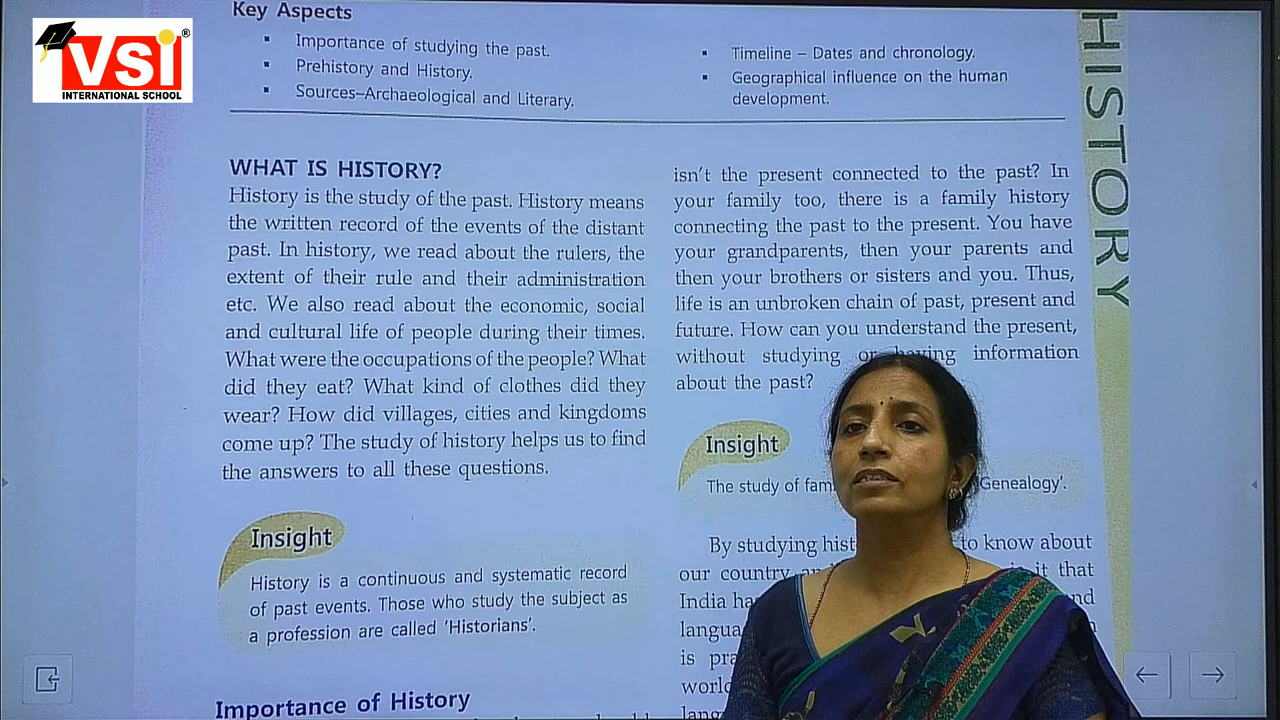 VSI
®
INTERNATIONAL SCHOOL
Key Aspects
▪ Importance of studying the past.
▪ Prehistory and History
▪ Sources–Archaeological and Literary.
▪ Timeline – Dates and chronology.
▪ Geographical influence on the human
development.
HISTORY
WHAT IS HISTORY?
History is the study of the past. History means
the written record of the events of the distant
past. In history, we read about the rulers, the
extent of their rule and their administration
etc. We also read about the economic, social
and cultural life of people during their times.
What were the occupations of the people? What
did they eat? What kind of clothes did they
wear? How did villages, cities and kingdoms
come up? The study of history helps us to find
the answers to all these questions.
Insight
History is a continuous and systematic record
of past events. Those who study the subject as
a profession are called 'Historians'.
Importance of History
isn't the present connected to the past? In
your family too, there is a family history
connecting the past to the present. You have
your grandparents, then your parents and
then your brothers or sisters and you. Thus,
life is an unbroken chain of past, present and
future. How can you understand the present,
without studying or having information
about the past?
Insight
The study of 'Genealogy'.
By studying to know about
our country it that
India
is